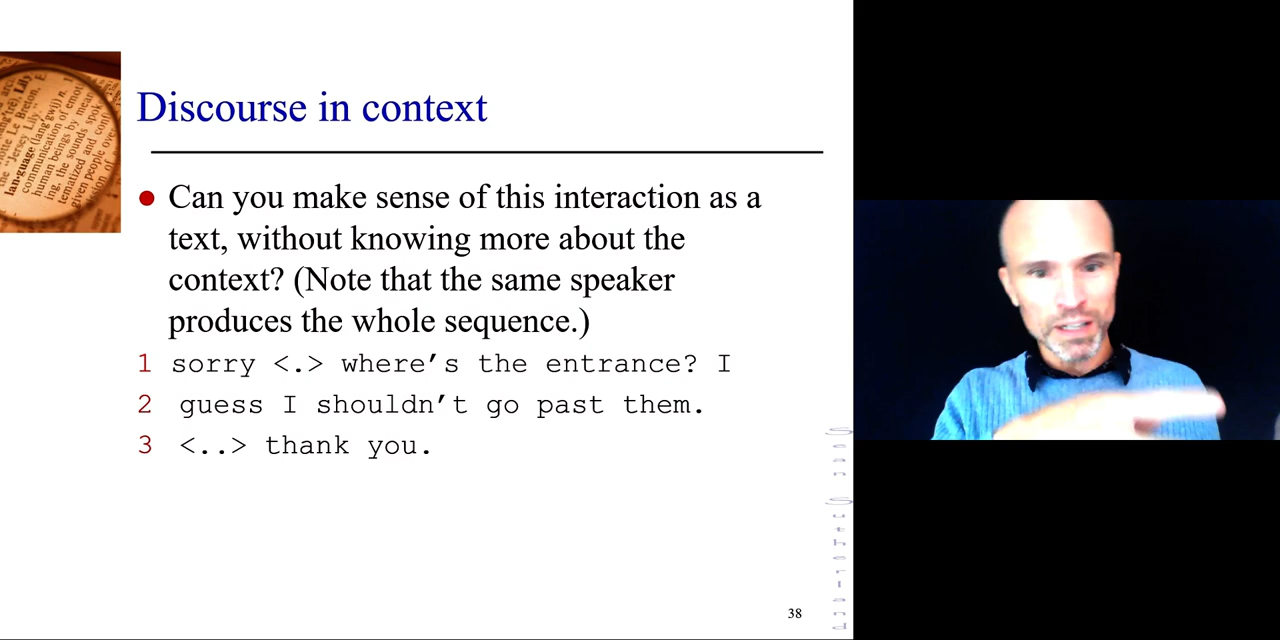 Discourse in context
Can you make sense of this interaction as a
text, without knowing more about the
context? (Note that the same speaker
produces the whole sequence.)
1 sorry <.> where’s the entrance? I
2 guess I shouldn’t go past them.
3 <..> thank you.
38
Sean Sutherland